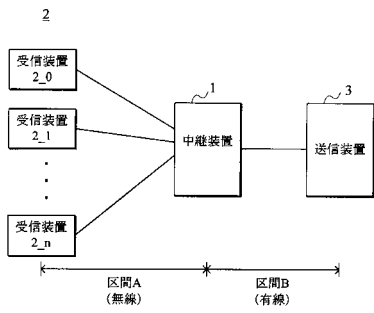 2
受信装置
2_0
受信装置
2_1
受信装置
2_n
1
中継装置
3
送信装置
区間A
(無線)
区間B
(有線)